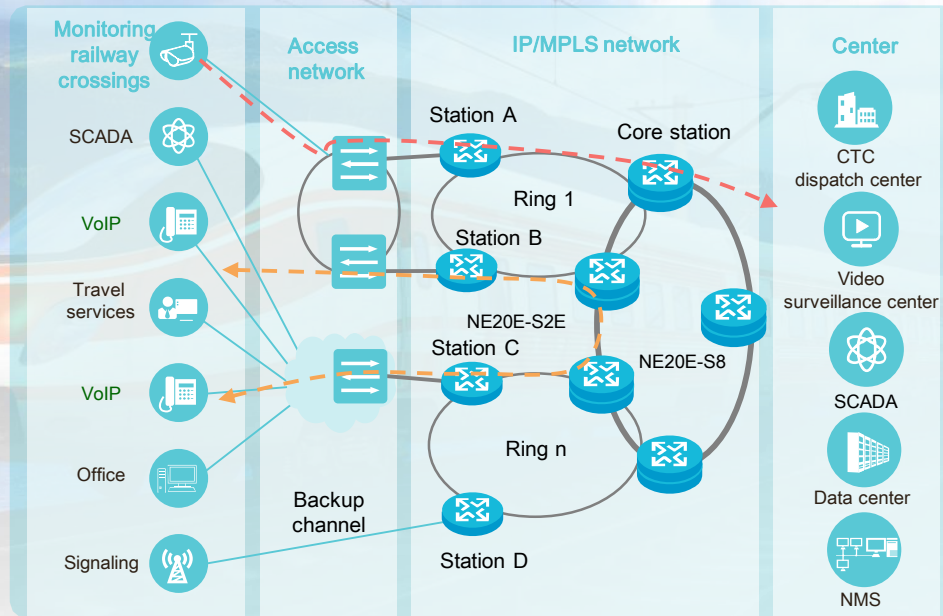 Monitoring
railway
crossings
SCADA
VoIP
Travel
services
VoIP
Office
Signaling
Access
network
Backup
channel
IP/MPLS network
Station A
Core station
Ring 1
Station B
NE20E-S2E
Station C
NE20E-S8
Ring n
Station D
Center
CTC
dispatch center
Video
surveillance center
SCADA
Data center
NMS